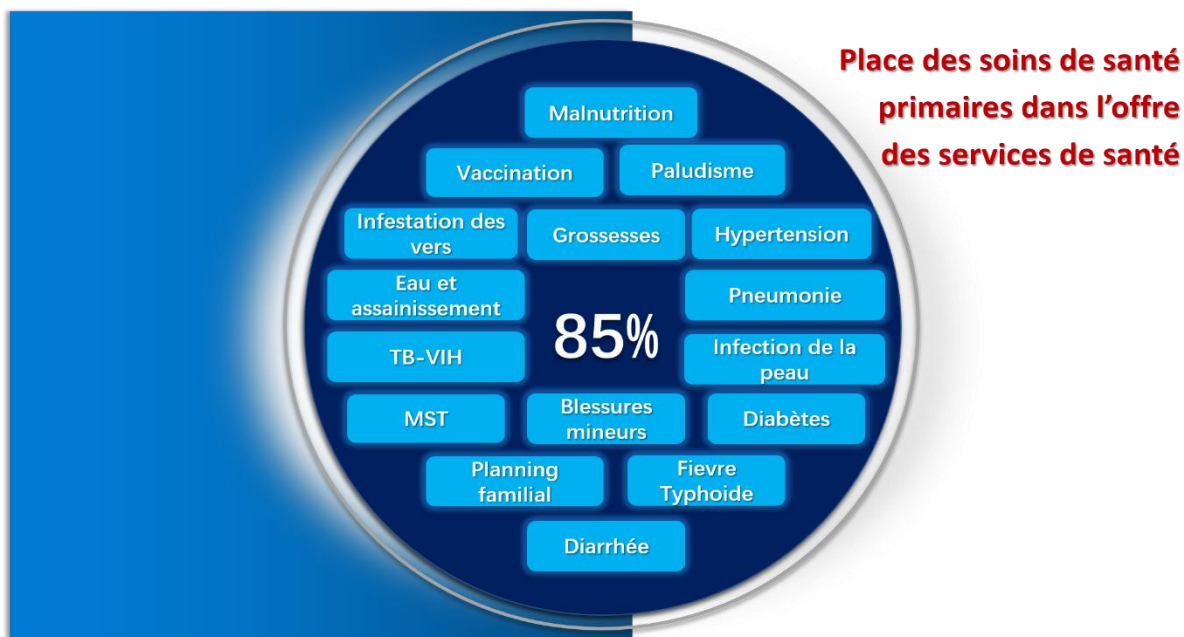 Place des soins de santé
primaires dans l’offre
des services de santé
Malnutrition
Vaccination
Paludisme
Infestation des
vers
Grossesses
Hypertension
Eau et
assainissement
Pneumonie
85%
TB-VIH
Infection de la
peau
MST
Blessures
mineurs
Diabètes
Planning
familial
Fievre
Typhoide
Diarrhée